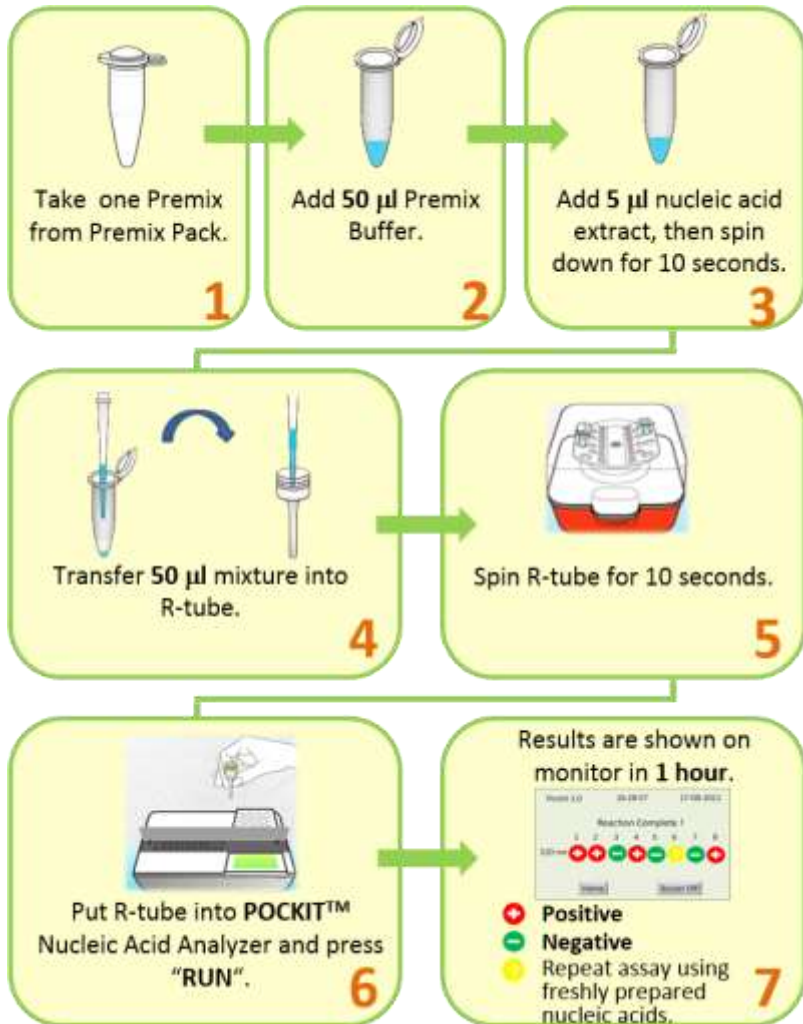 Take one Premix
from Premix Pack.
1
Add 50 µl Premix
Buffer.
2
Add 5 µl nucleic acid
extract, then spin
down for 10 seconds.
3
Transfer 50 µl mixture into
R-tube.
4
Spin R-tube for 10 seconds.
5
Put R-tube into POCKIT™
Nucleic Acid Analyzer and press
“RUN“.
6
Results are shown on
monitor in 1 hour.
Reaction Complete !
1 2 3 4 5 6 7 8
520 nm
Positive
Negative
Repeat assay using
freshly prepared
nucleic acids.
7